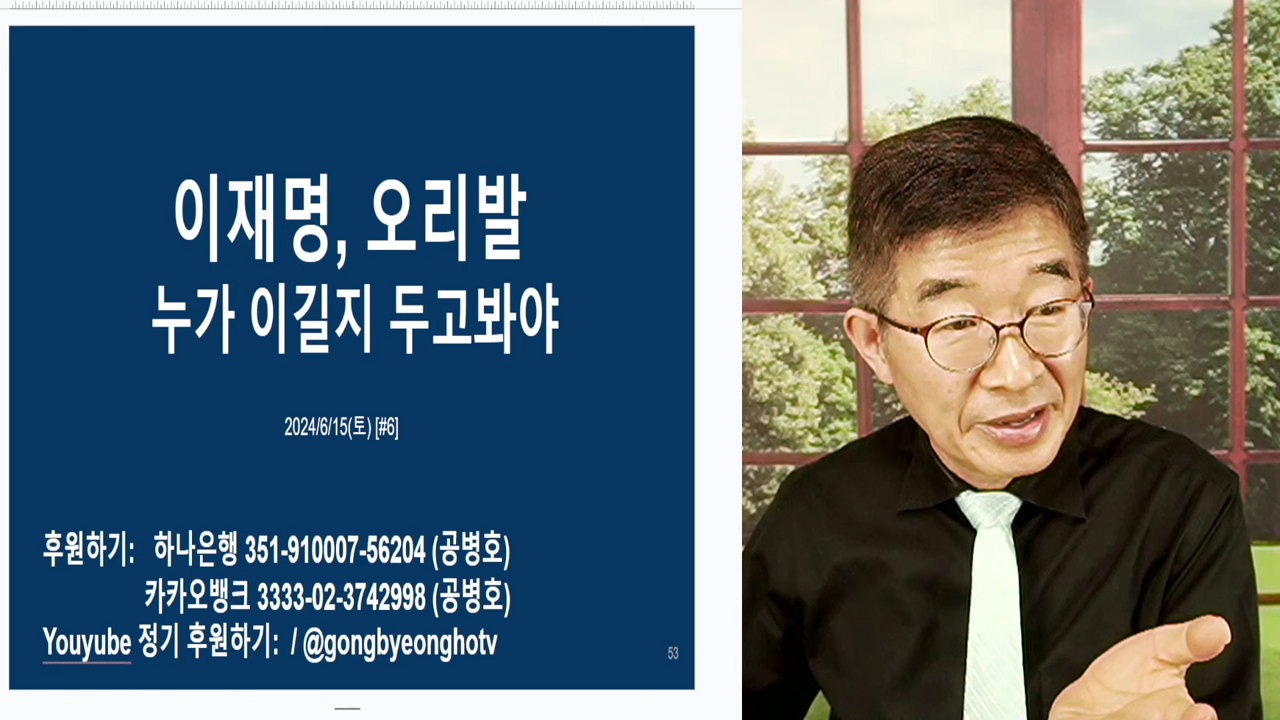 이재명, 오리발
누가 이길지 두고봐야
2024/6/15(토) [#6]
후원하기: 하나은행 351-910007-56204 (공병호)
카카오뱅크 3333-02-3742998 (공병호)
Youyube 정기 후원하기: / @gongbyeonghotv
53